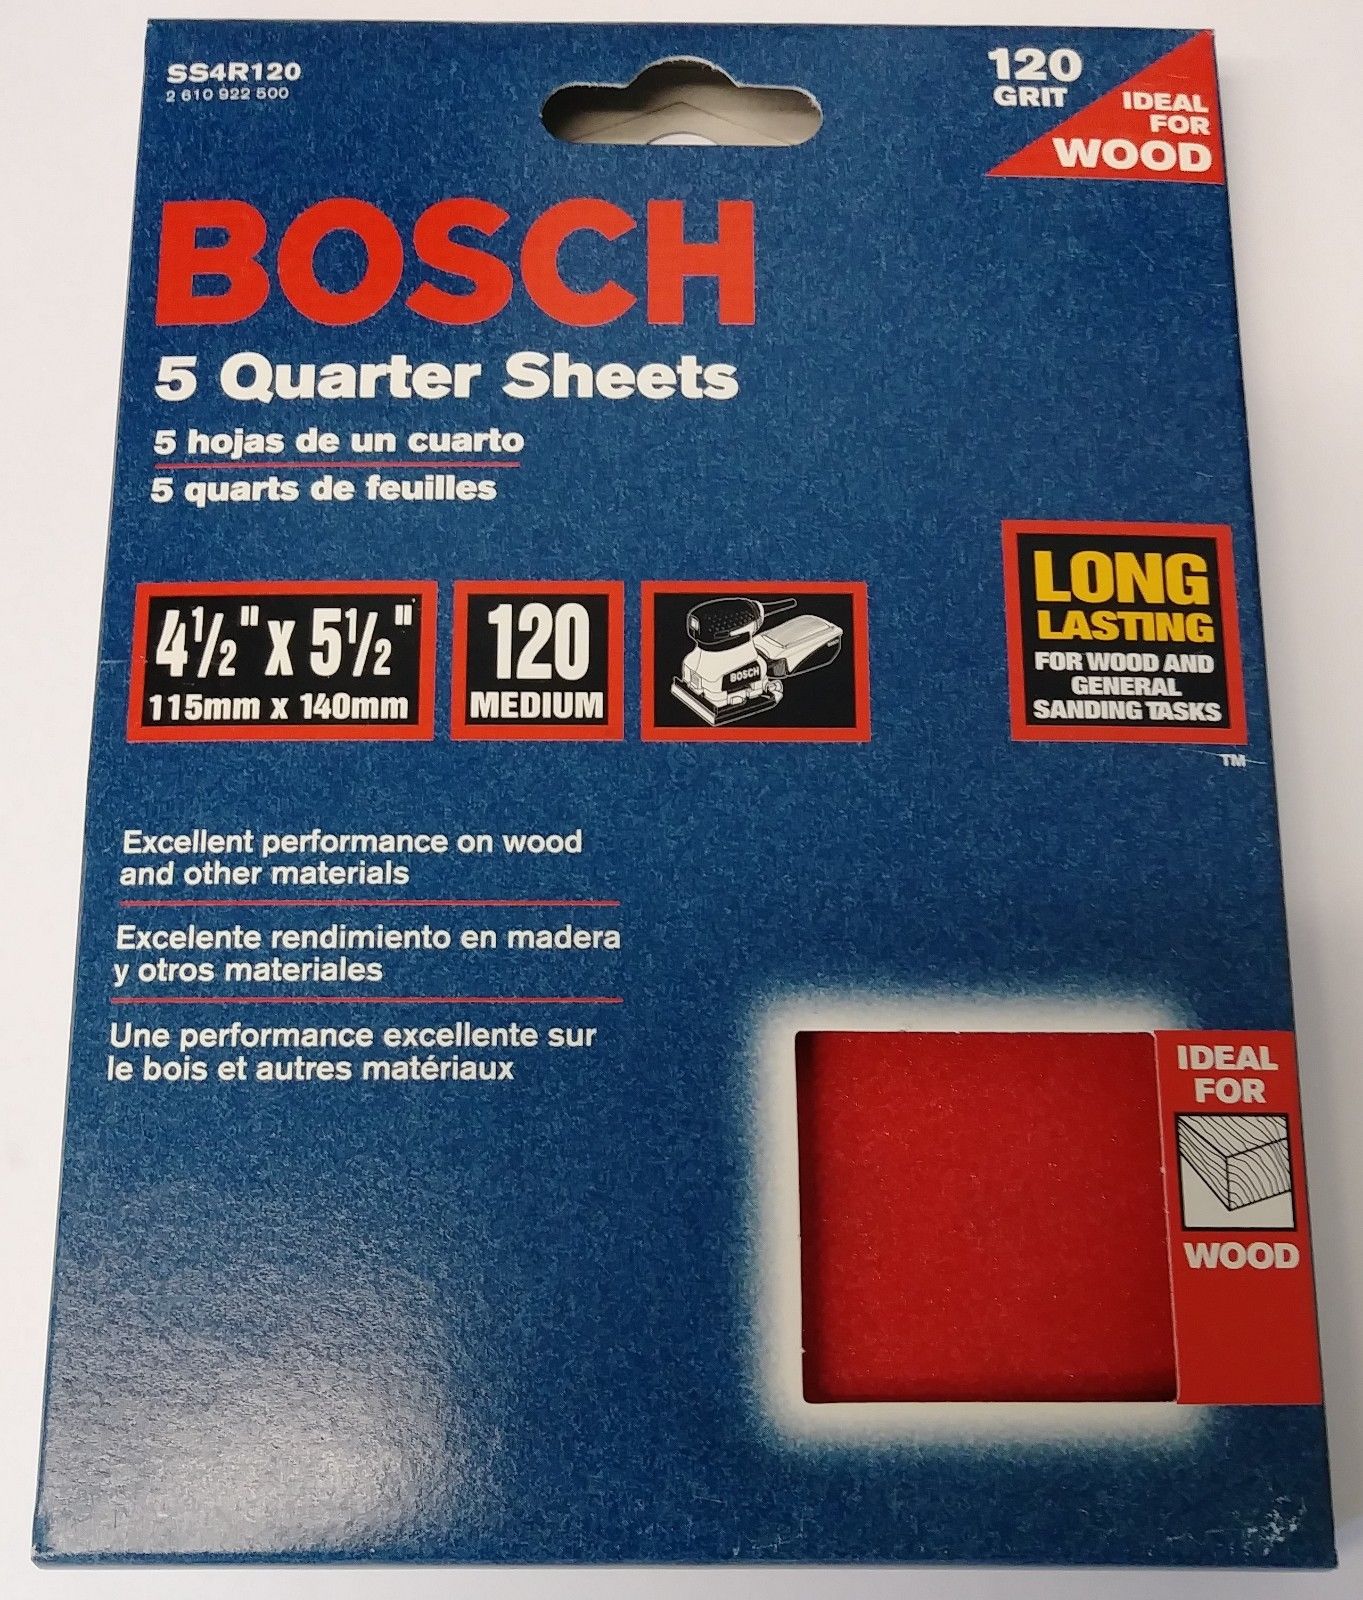 SS4R120
2 610 922 500
120
GRIT
IDEAL
FOR
WOOD
BOSCH
5 Quarter Sheets
5 hojas de un cuarto
5 quarts de feuilles
4½" x 5½"
115mm x 140mm
120
MEDIUM
BOSCH
LONG
LASTING
FOR WOOD AND
GENERAL
SANDING TASKS
TM
Excellent performance on wood
and other materials
Excelente rendimiento en madera
y otros materiales
Une performance excellente sur
le bois et autres matériaux
IDEAL
FOR
WOOD